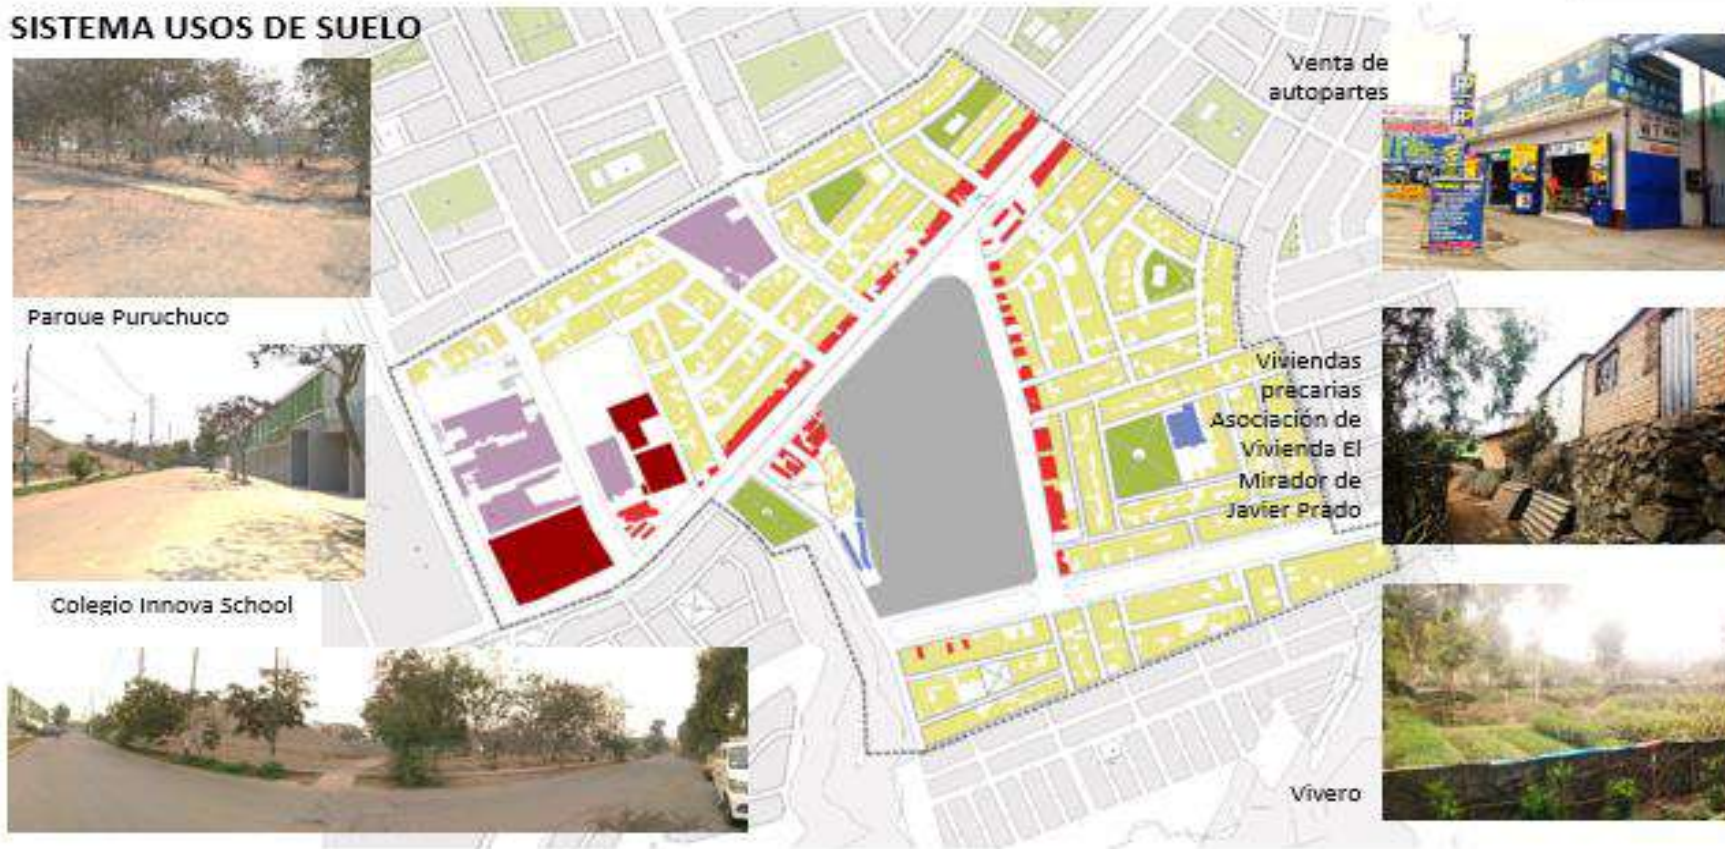 SISTEMA USOS DE SUELO
Parque Puruchuco
Colegio Innova School
Venta de
autopartes
Viviendas
precarias
Asociación de
Vivienda El
Mirador de
Javier Prado
Vivero